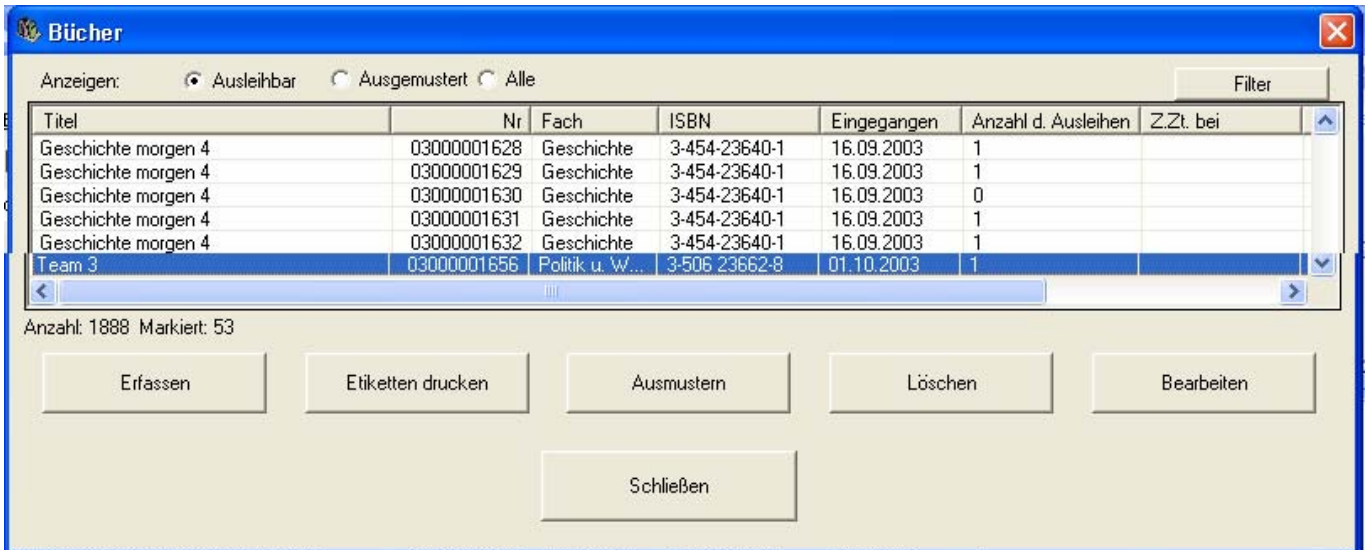 Bücher
Anzeigen: Ausleihbar Ausgemustert Alle Filter
Titel Nr Fach ISBN Eingegangen Anzahl d. Ausleihen Z.Zt. bei
Geschichte morgen 4 03000001628 Geschichte 3-454-23640-1 16.09.2003 1
Geschichte morgen 4 03000001629 Geschichte 3-454-23640-1 16.09.2003 1
Geschichte morgen 4 03000001630 Geschichte 3-454-23640-1 16.09.2003 0
Geschichte morgen 4 03000001631 Geschichte 3-454-23640-1 16.09.2003 1
Geschichte morgen 4 03000001632 Geschichte 3-454-23640-1 16.09.2003 1
Team 3 03000001656 Politik u. W... 3-506 23662-8 01.10.2003 1
Anzahl: 1888 Markiert: 53
Erfassen Etiketten drucken Ausmustern Löschen Bearbeiten
Schließen